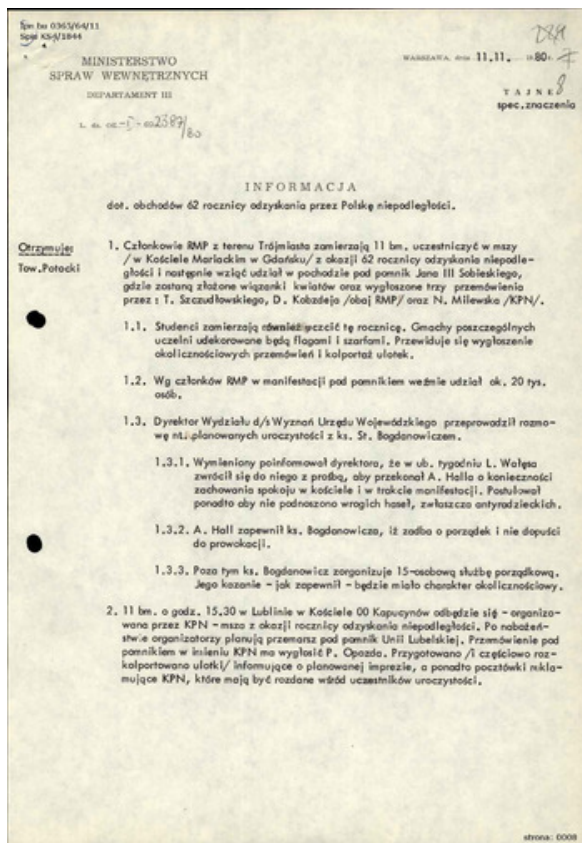 Ipn bu 0365/64/11
Spis KS4/1844
4
MINISTERSTWO
SPRAW WEWNĘTRZNYCH
DEPARTAMENT III
WARSZAWA, dnia 11.11. 1980 r.
7
TAJNE 8
spec.znaczenia
L. dz. OZ-I- 2387/80
INFORMACJA
dot. obchodów 62 rocznicy odzyskania przez Polskę niepodległości.
Otrzymuje:
Tow.Potocki
1. Członkowie RMP z terenu Trójmiasta zamierzają 11 bm. uczestniczyć w mszy
/w Kościele Mariackim w Gdańsku/ z okazji 62 rocznicy odzyskania niepodle-
głości i następnie wziąć udział w pochodzie pod pomnik Jana III Sobieskiego,
gdzie zostaną złożone wiązanki kwiatów oraz wygłoszone trzy przemówienia
przez : T. Szczudłowskiego, D. Kobzdeja /obaj RMP/ oraz N. Milewska /KPN/.
1.1. Studenci zamierzają również uczcić tę rocznicę. Gmachy poszczególnych
uczelni udekorowane będą flagami i szarfami. Przewiduje się wygłoszenie
okolicznościowych przemówień i kolportaż ulotek.
1.2. Wg członków RMP w manifestacji pod pomnikiem weźmie udział ok. 20 tys.
osób.
1.3. Dyrektor Wydziału d/s Wyznań Urzędu Wojewódzkiego przeprowadził rozmo-
wę nt. planowanych uroczystości z ks. St. Bogdanowiczem.
1.3.1. Wymieniony poinformował dyrektora, że w ub. tygodniu L. Wałęsa
zwrócił się do niego z prośbą, aby przekonał A. Halla o konieczności
zachowania spokoju w kościele i w trakcie manifestacji. Postulował
ponadto aby nie podnoszono wrogich haseł, zwłaszcza antyradzieckich.
1.3.2. A. Hall zapewnił ks. Bogdanowicza, iż zadba o porządek i nie dopuści
do prowokacji.
1.3.3. Poza tym ks. Bogdanowicz zorganizuje 15-osobową służbę porządkową.
Jego kazanie - jak zapewnił - będzie miało charakter okolicznościowy.
2. 11 bm. o godz. 15.30 w Lublinie w Kościele OO Kapucynów odbędzie się - organizo-
wana przez KPN - msza z okazji rocznicy odzyskania niepodległości. Po nabożeń-
stwie organizatorzy planują przemarsz pod pomnik Unii Lubelskiej. Przemówienie pod
pomnikiem w imieniu KPN ma wygłosić P. Opozda. Przygotowano /i częściowo roz-
kolportowano ulotki/ informujące o planowanej imprezie, a ponadto pocztówki rekla-
mujące KPN, które mają być rozdane wśród uczestników uroczystości.
strona: 0008